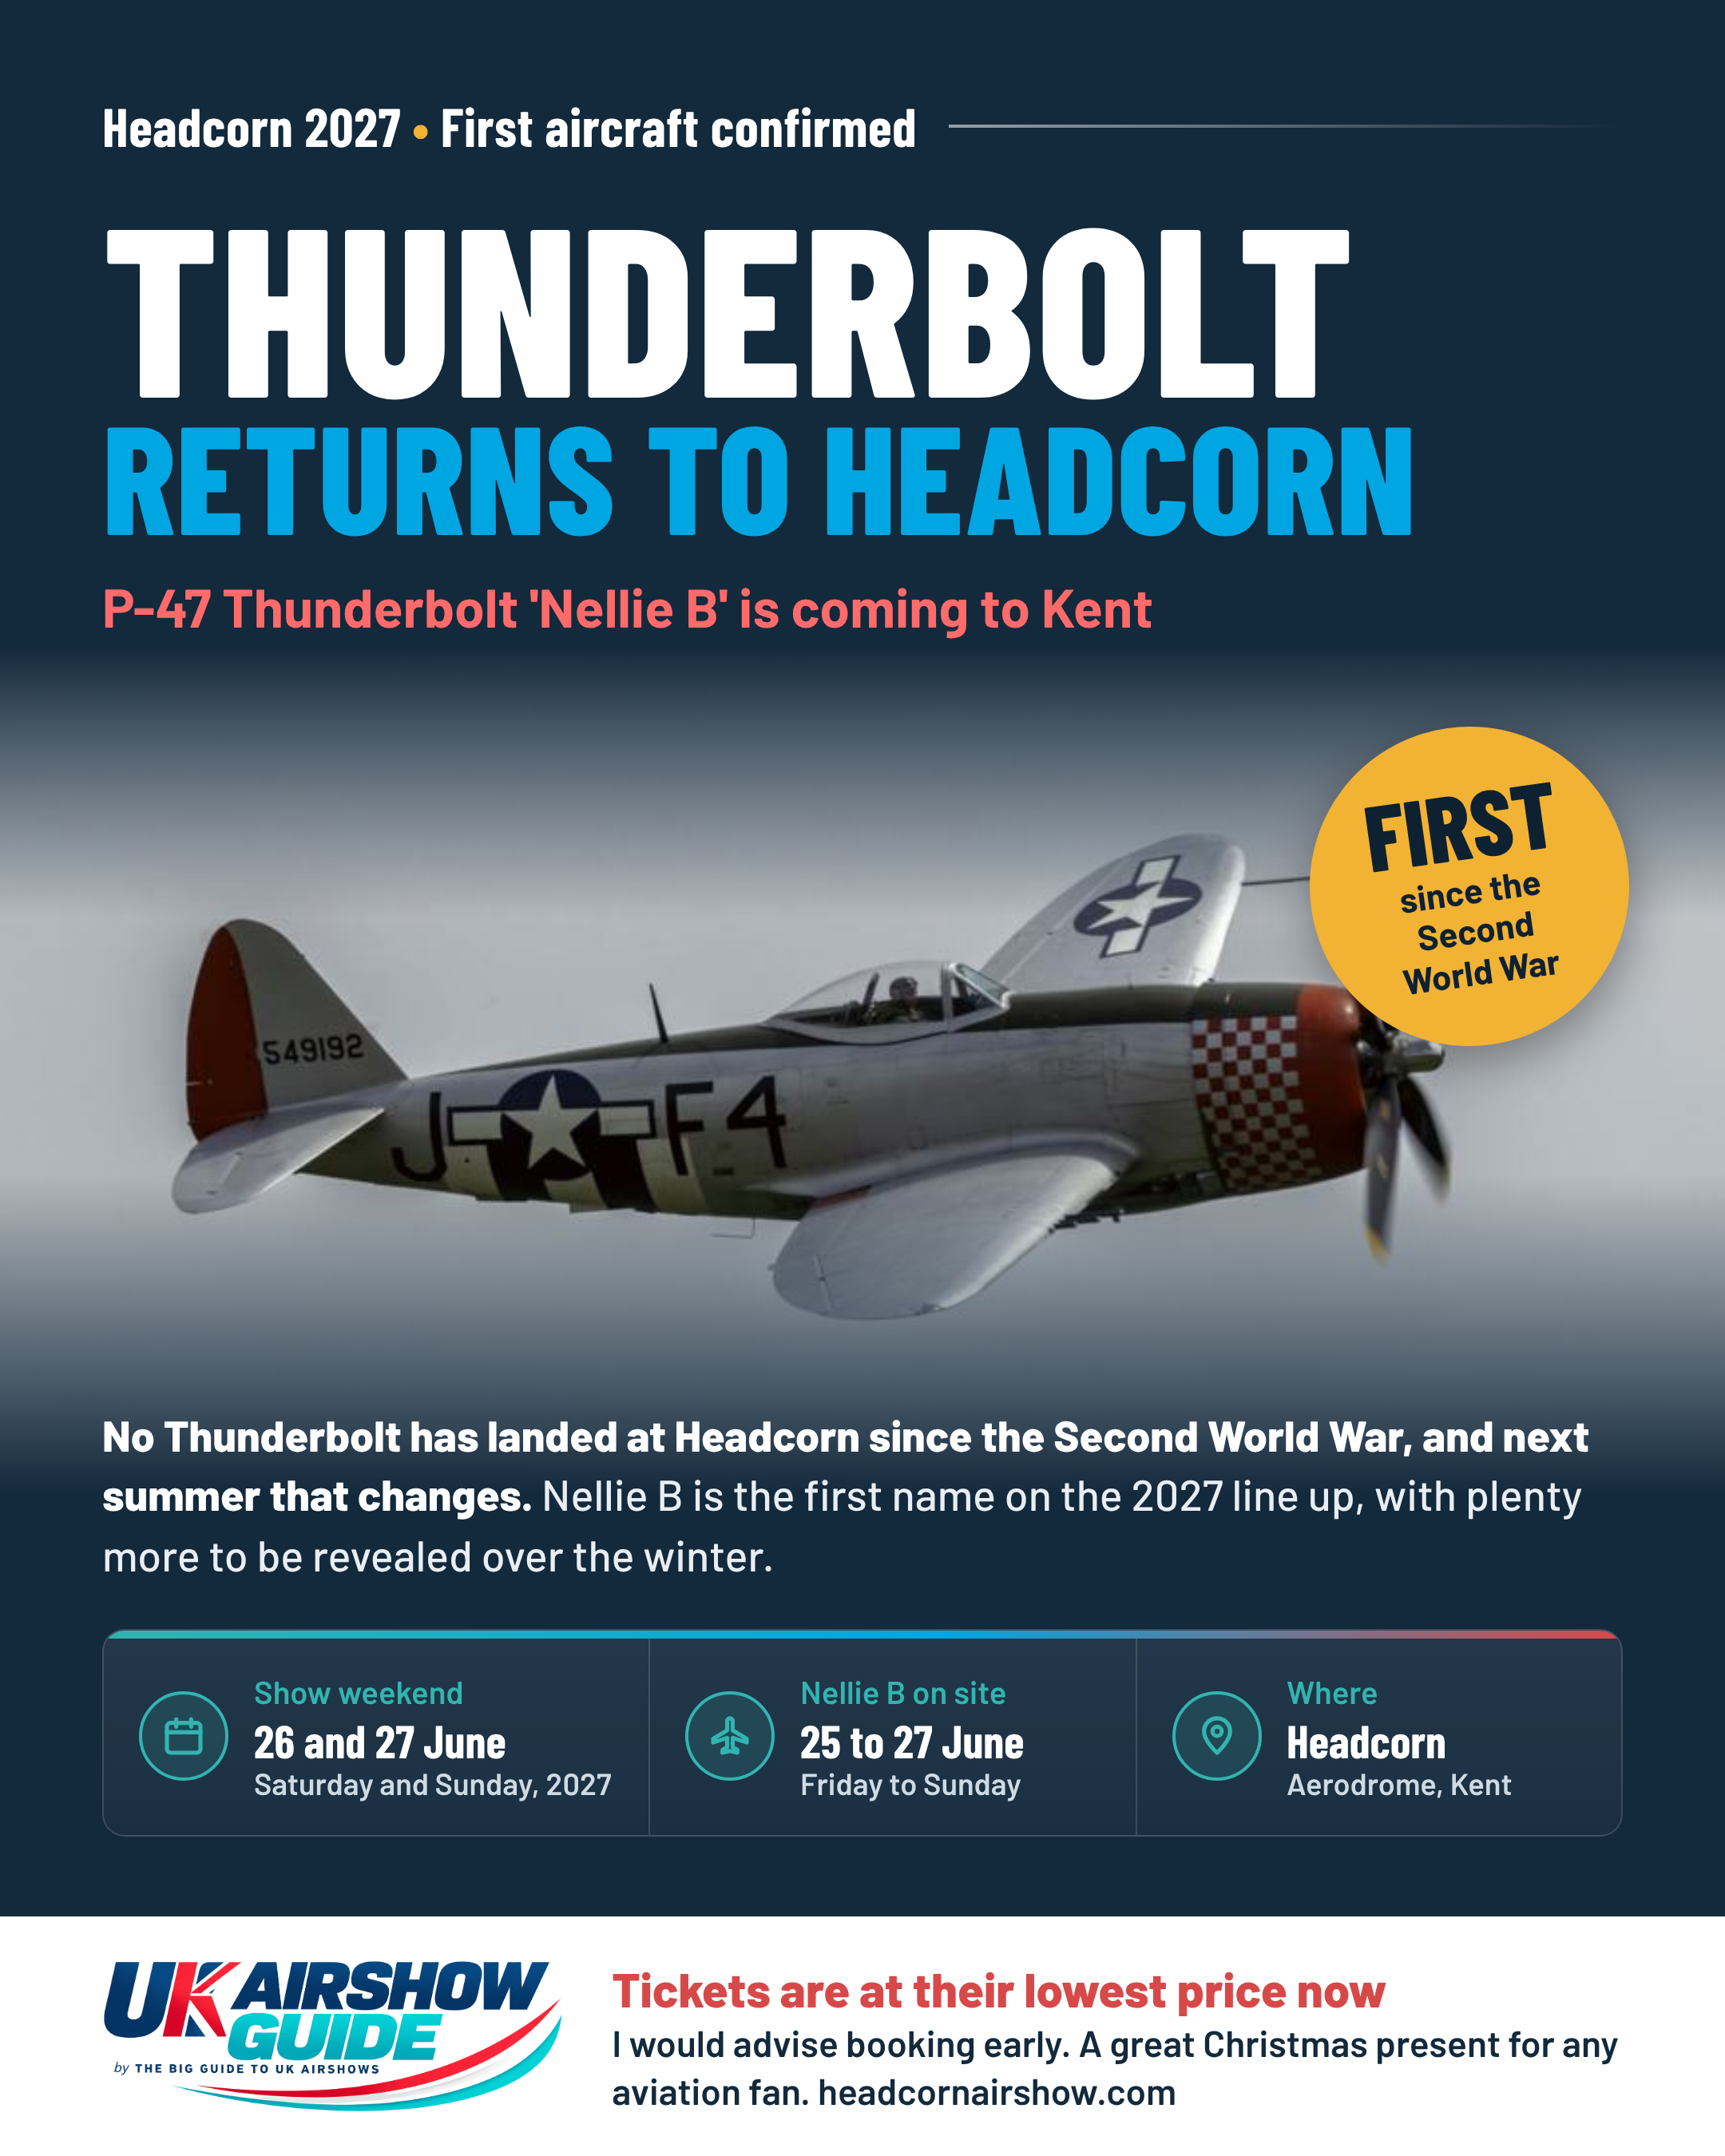 Headcorn 2027 • First aircraft confirmed
THUNDERBOLT
RETURNS TO HEADCORN
P-47 Thunderbolt 'Nellie B' is coming to Kent
FIRST
since the
Second
World War
549192
J F4
No Thunderbolt has landed at Headcorn since the Second World War, and next
summer that changes. Nellie B is the first name on the 2027 line up, with plenty
more to be revealed over the winter.
Show weekend
26 and 27 June
Saturday and Sunday, 2027
Nellie B on site
25 to 27 June
Friday to Sunday
Where
Headcorn
Aerodrome, Kent
UK AIRSHOW
GUIDE
by THE BIG GUIDE TO UK AIRSHOWS
Tickets are at their lowest price now
I would advise booking early. A great Christmas present for any
aviation fan. headcornairshow.com